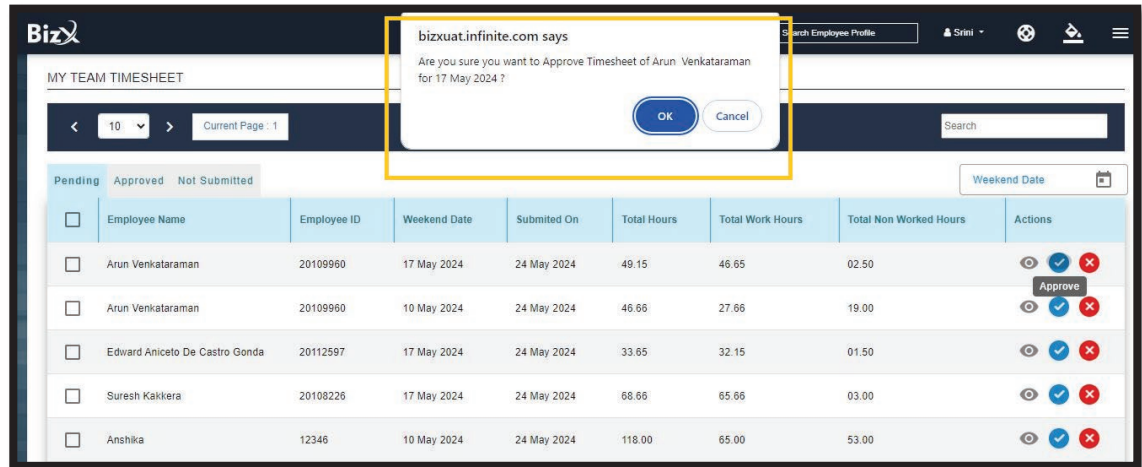 BizX
bizxuat.infinite.com says
Are you sure you want to Approve Timesheet of Arun Venkataraman
for 17 May 2024 ?
OK Cancel
Search Employee Profile
Srini
MY TEAM TIMESHEET
< 10 > Current Page : 1
Search
Pending Approved Not Submitted
Weekend Date
Employee Name Employee ID Weekend Date Submited On Total Hours Total Work Hours Total Non Worked Hours Actions
Arun Venkataraman 20109960 17 May 2024 24 May 2024 49.15 46.65 02.50
Approve
Arun Venkataraman 20109960 10 May 2024 24 May 2024 46.66 27.66 19.00
Edward Aniceto De Castro Gonda 20112597 17 May 2024 24 May 2024 33.65 32.15 01.50
Suresh Kakkera 20108226 17 May 2024 24 May 2024 68.66 65.66 03.00
Anshika 12346 10 May 2024 24 May 2024 118.00 65.00 53.00